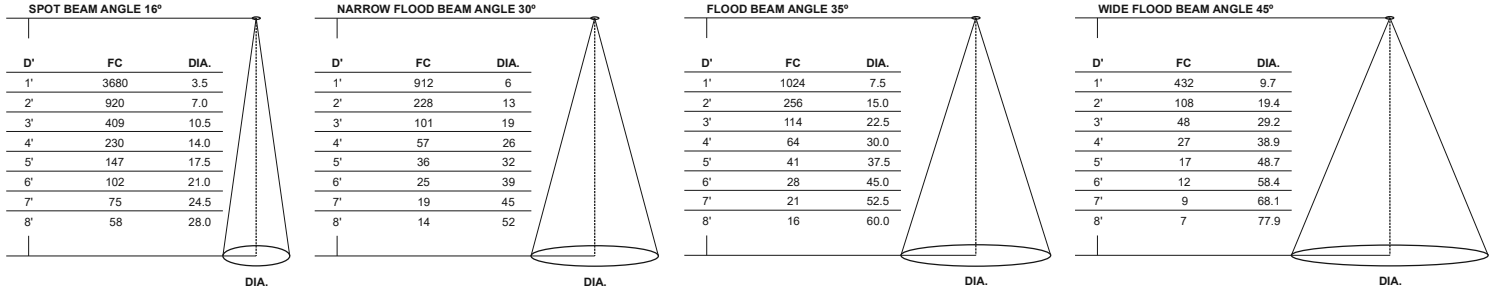 SPOT BEAM ANGLE 16º
D' FC DIA.
1' 3680 3.5
2' 920 7.0
3' 409 10.5
4' 230 14.0
5' 147 17.5
6' 102 21.0
7' 75 24.5
8' 58 28.0
DIA.
NARROW FLOOD BEAM ANGLE 30º
D' FC DIA.
1' 912 6
2' 228 13
3' 101 19
4' 57 26
5' 36 32
6' 25 39
7' 19 45
8' 14 52
DIA.
FLOOD BEAM ANGLE 35º
D' FC DIA.
1' 1024 7.5
2' 256 15.0
3' 114 22.5
4' 64 30.0
5' 41 37.5
6' 28 45.0
7' 21 52.5
8' 16 60.0
DIA.
WIDE FLOOD BEAM ANGLE 45º
D' FC DIA.
1' 432 9.7
2' 108 19.4
3' 48 29.2
4' 27 38.9
5' 17 48.7
6' 12 58.4
7' 9 68.1
8' 7 77.9
DIA.